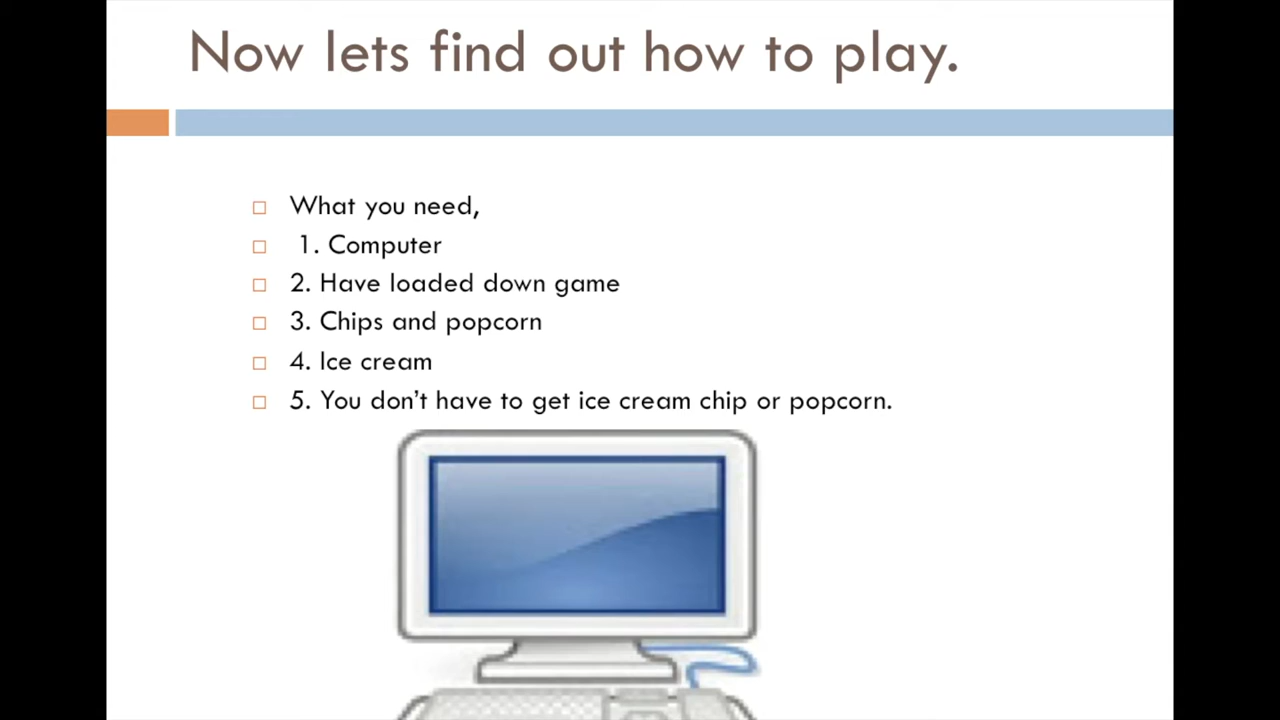 Now lets find out how to play.
What you need,
1. Computer
2. Have loaded down game
3. Chips and popcorn
4. Ice cream
5. You don't have to get ice cream chip or popcorn.